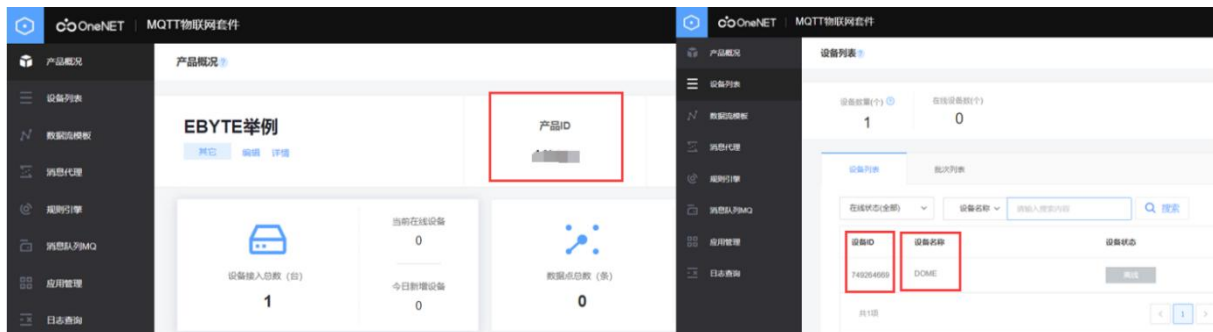 OneNET | MQTT物联网套件
产品概况
设备列表
数据流模板
消息代理
规则引擎
消息队列MQ
应用管理
日志查询
产品概况
EBYTE举例
其它 编辑 详情
产品ID
设备接入总数（台）
1
当前在线设备
0
今日新增设备
0
数据点总数（条）
0
OneNET | MQTT物联网套件
产品概况
设备列表
数据流模板
消息代理
规则引擎
消息队列MQ
应用管理
日志查询
设备列表
设备数量(个) 在线设备数(个)
1 0
设备列表 批次列表
在线状态(全部) 设备名称 请输入搜索内容 搜索
设备ID 设备名称 设备状态
749264669 DOME 离线
共1项 1